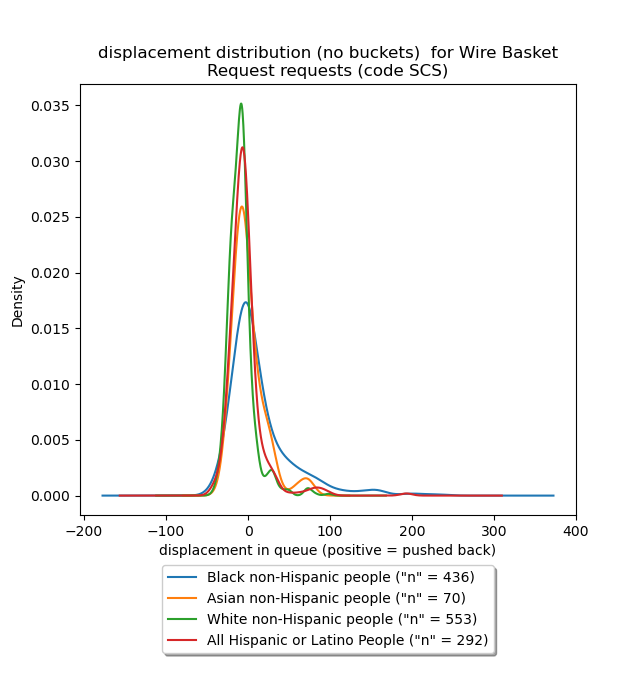 displacement distribution (no buckets)  for Wire Basket
Request requests (code SCS)
0.035
0.030
0.025
0.020
0.015
0.010
0.005
0.000
Density
−200
−100
0
100
200
300
400
displacement in queue (positive = pushed back)
Black non-Hispanic people ("n" = 436)
Asian non-Hispanic people ("n" = 70)
White non-Hispanic people ("n" = 553)
All Hispanic or Latino People ("n" = 292)